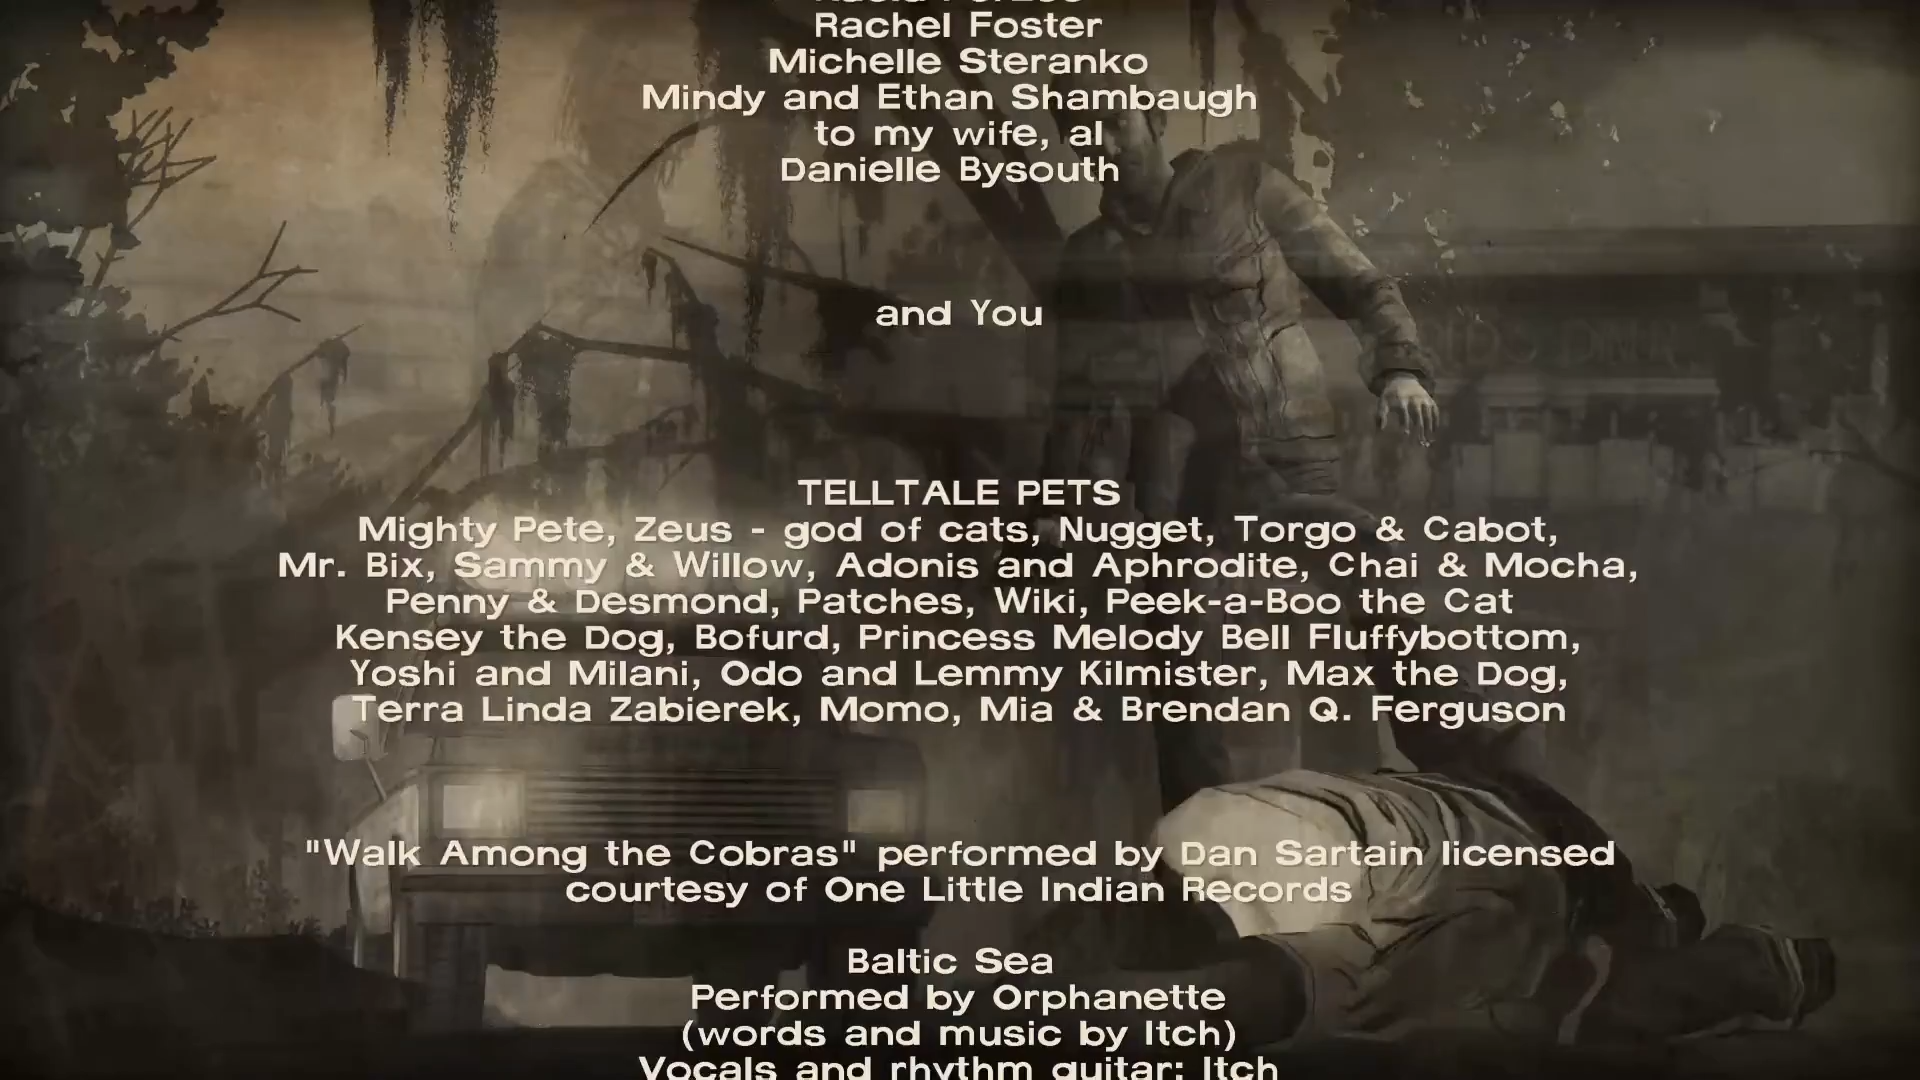 Rachel Foster
Michelle Steranko
Mindy and Ethan Shambaugh
to my wife, al
Danielle Bysouth
and You
TELLTALE PETS
Mighty Pete, Zeus - god of cats, Nugget, Torgo & Cabot,
Mr. Bix, Sammy & Willow, Adonis and Aphrodite, Chai & Mocha,
Penny & Desmond, Patches, Wiki, Peek-a-Boo the Cat
Kensey the Dog, Bofurd, Princess Melody Bell Fluffybottom,
Yoshi and Milani, Odo and Lemmy Kilmister, Max the Dog,
Terra Linda Zabierek, Momo, Mia & Brendan Q. Ferguson
"Walk Among the Cobras" performed by Dan Sartain licensed
courtesy of One Little Indian Records
Baltic Sea
Performed by Orphanette
(words and music by Itch)
Vocals and rhythm guitar: Itch